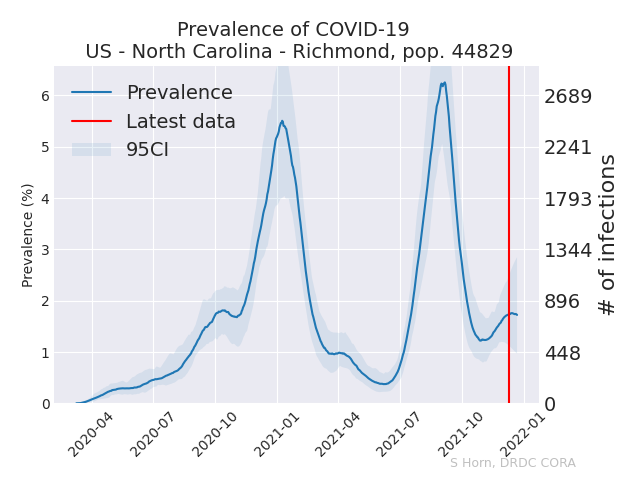 Prevalence of COVID-19
US - North Carolina - Richmond, pop. 44829
Prevalence
Latest data
95CI
Prevalence (%)
6
5
4
3
2
1
0
2689
2241
1793
1344
896
448
0
# of infections
2020-04
2020-07
2020-10
2021-01
2021-04
2021-07
2021-10
2022-01
S Horn, DRDC CORA